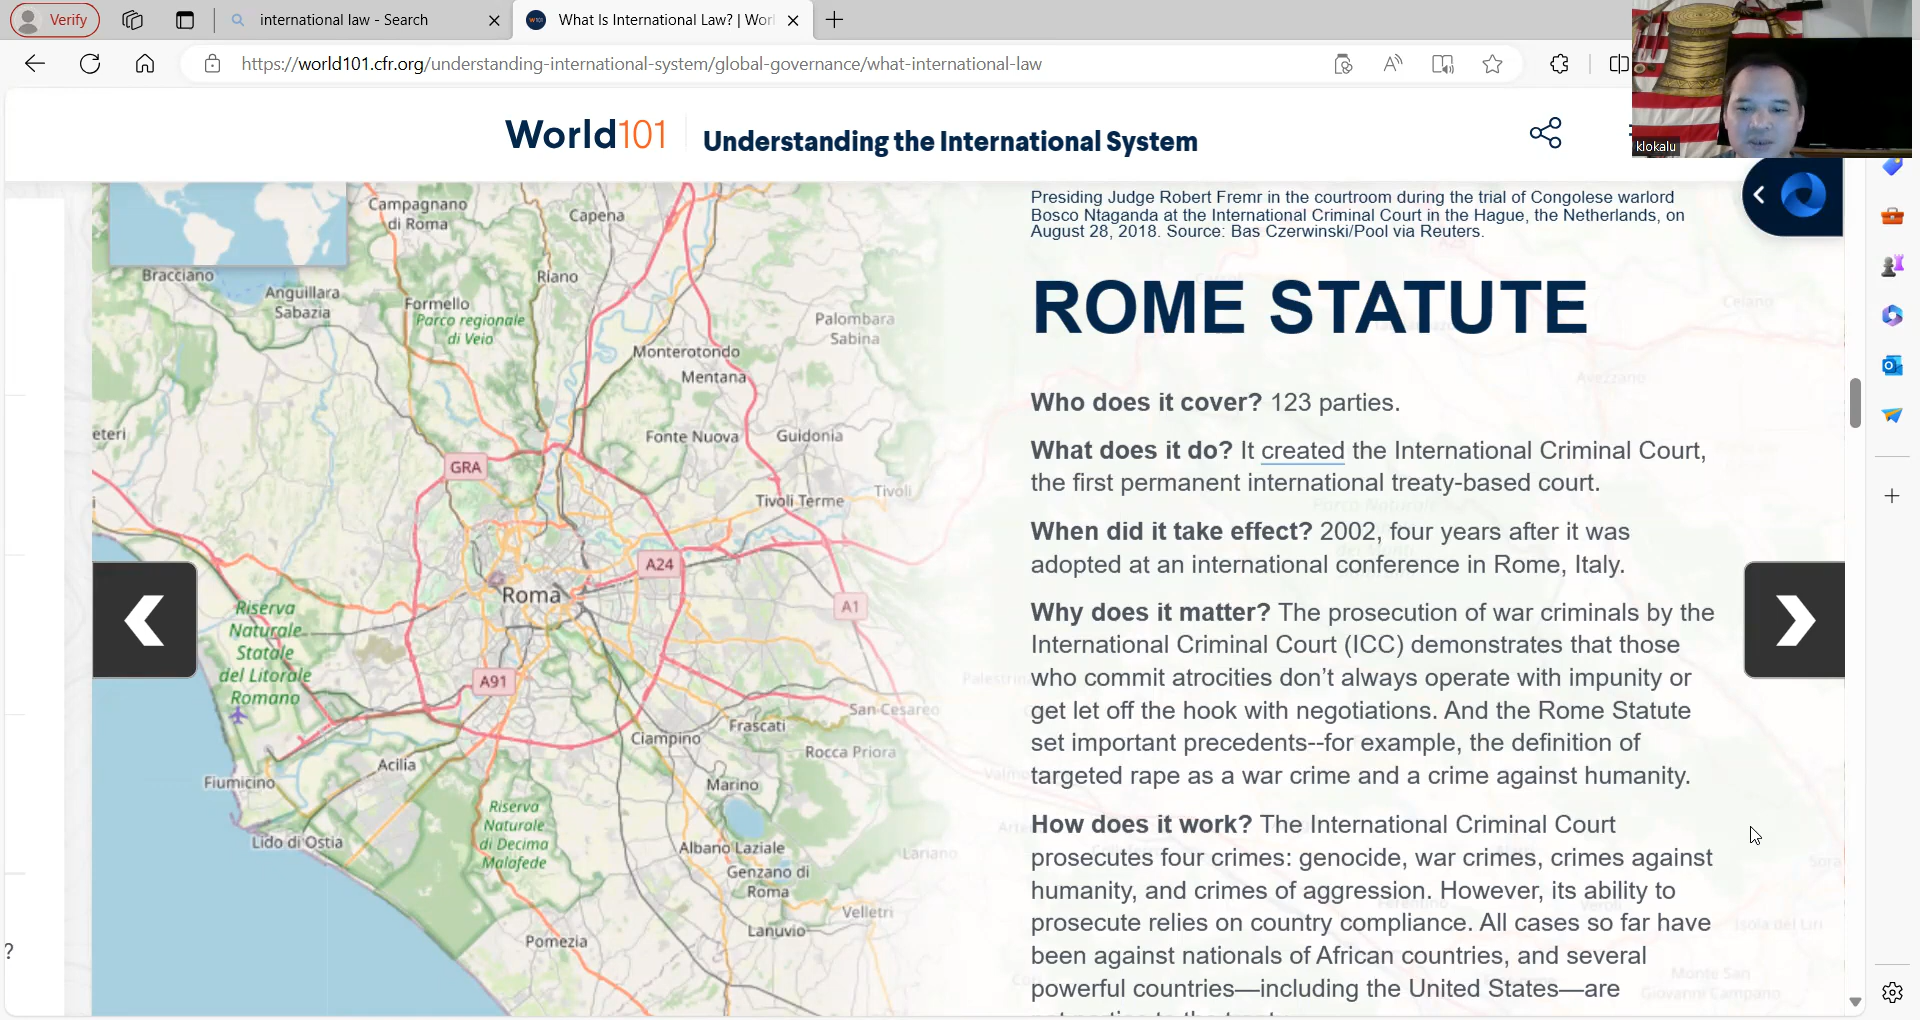 Verify
international law - Search
What Is International Law? | Wor
https://world101.cfr.org/understanding-international-system/global-governance/what-international-law
klokalu
World101
Understanding the International System
Campagnano di Roma
Capena
Bracciano
Anguillara Sabazia
Riano
Formello
Parco regionale di Veio
Palombara Sabina
Monterotondo
Mentana
eteri
Fonte Nuova
Guidonia
GRA
Tivoli Terme
Tivoli
A24
Roma
A1
Riserva Naturale Statale del Litorale Romano
A91
Palestrina
San Cesareo
Frascati
Ciampino
Rocca Priora
Acilia
Fiumicino
Marino
Riserva Naturale di Decima Malafede
Lido di Ostia
Albano Laziale
Lariano
Genzano di Roma
Velletri
Lanuvio
Pomezia
?
Presiding Judge Robert Fremr in the courtroom during the trial of Congolese warlord
Bosco Ntaganda at the International Criminal Court in the Hague, the Netherlands, on
August 28, 2018. Source: Bas Czerwinski/Pool via Reuters.
ROME STATUTE
Celano
Avezzano
Who does it cover? 123 parties.
What does it do? It created the International Criminal Court,
the first permanent international treaty-based court.
When did it take effect? 2002, four years after it was
adopted at an international conference in Rome, Italy.
Why does it matter? The prosecution of war criminals by the
International Criminal Court (ICC) demonstrates that those
who commit atrocities don’t always operate with impunity or
get let off the hook with negotiations. And the Rome Statute
set important precedents--for example, the definition of
targeted rape as a war crime and a crime against humanity.
How does it work? The International Criminal Court
prosecutes four crimes: genocide, war crimes, crimes against
humanity, and crimes of aggression. However, its ability to
prosecute relies on country compliance. All cases so far have
been against nationals of African countries, and several
powerful countries—including the United States—are
Isola del Liri
Monte San Giovanni Campano